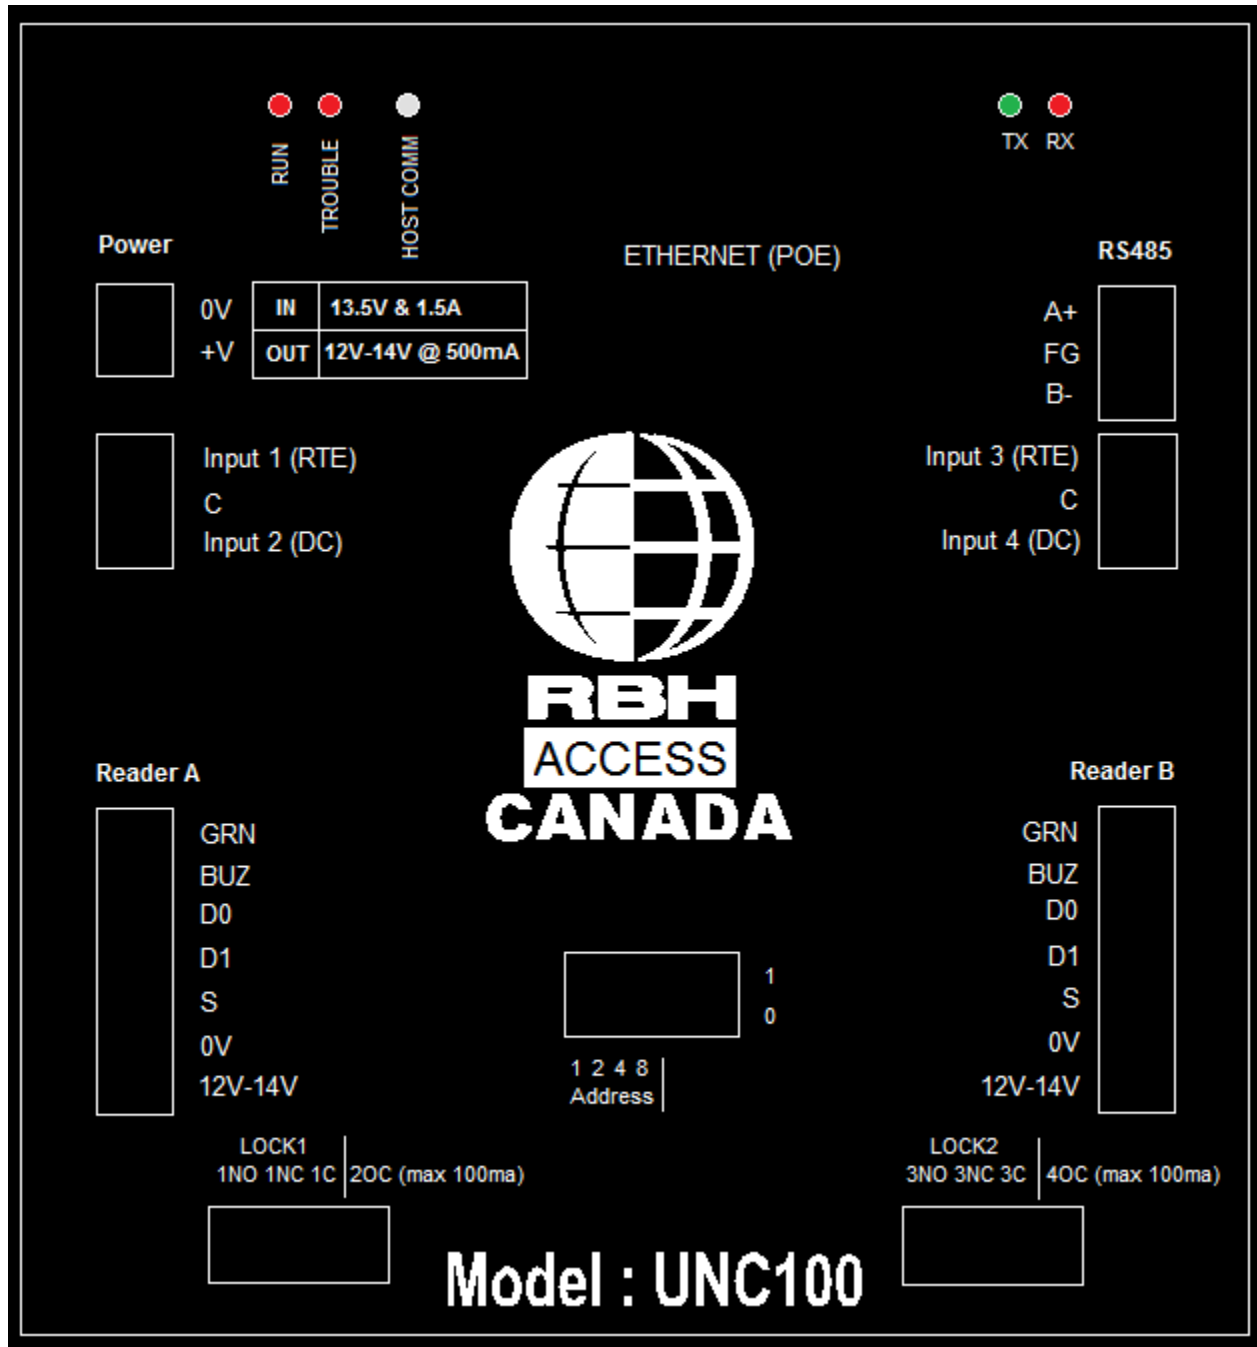 RUN
TROUBLE
HOST COMM
TX RX
Power
ETHERNET (POE)
RS485
0V
IN 13.5V & 1.5A
+V
OUT 12V-14V @ 500mA
A+
FG
B-
Input 1 (RTE)
C
Input 2 (DC)
Input 3 (RTE)
C
Input 4 (DC)
RBH
ACCESS
CANADA
Reader A
GRN
BUZ
D0
D1
S
0V
12V-14V
Reader B
GRN
BUZ
D0
D1
S
0V
12V-14V
1
0
1 2 4 8
Address
LOCK1
1NO 1NC 1C 2OC (max 100ma)
LOCK2
3NO 3NC 3C 4OC (max 100ma)
Model : UNC100